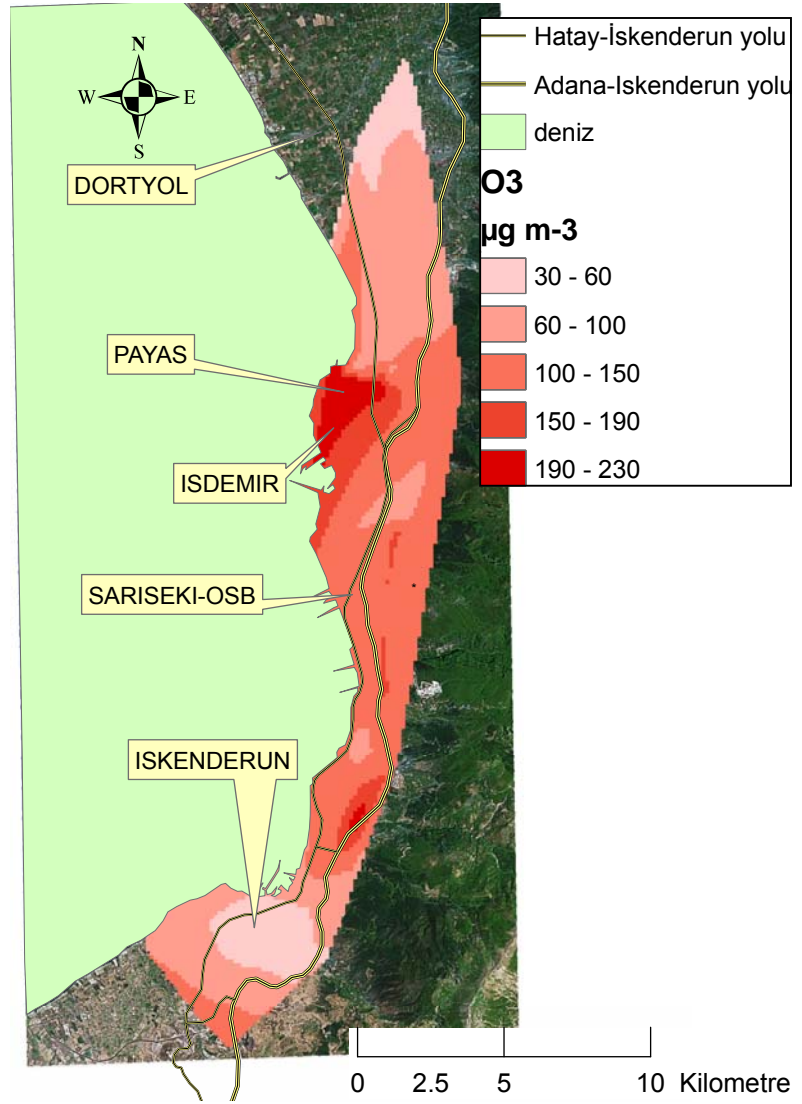 Hatay-İskenderun yolu
Adana-Iskenderun yolu
deniz
O3
µg m-3
30 - 60
60 - 100
100 - 150
150 - 190
190 - 230
N
W E
S
DORTYOL
PAYAS
ISDEMIR
SARISEKI-OSB
ISKENDERUN
0 2.5 5 10 Kilometre